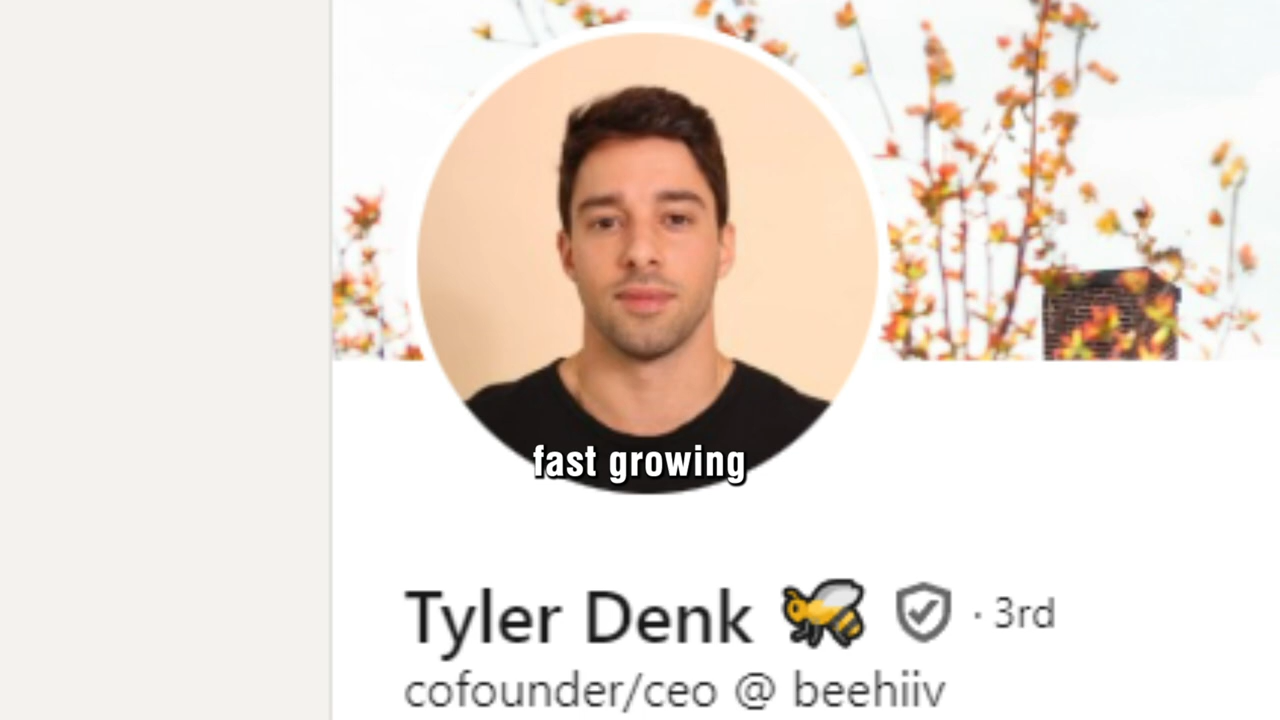 fast growing
Tyler Denk 🐝 · 3rd
cofounder/ceo @ beehiiv